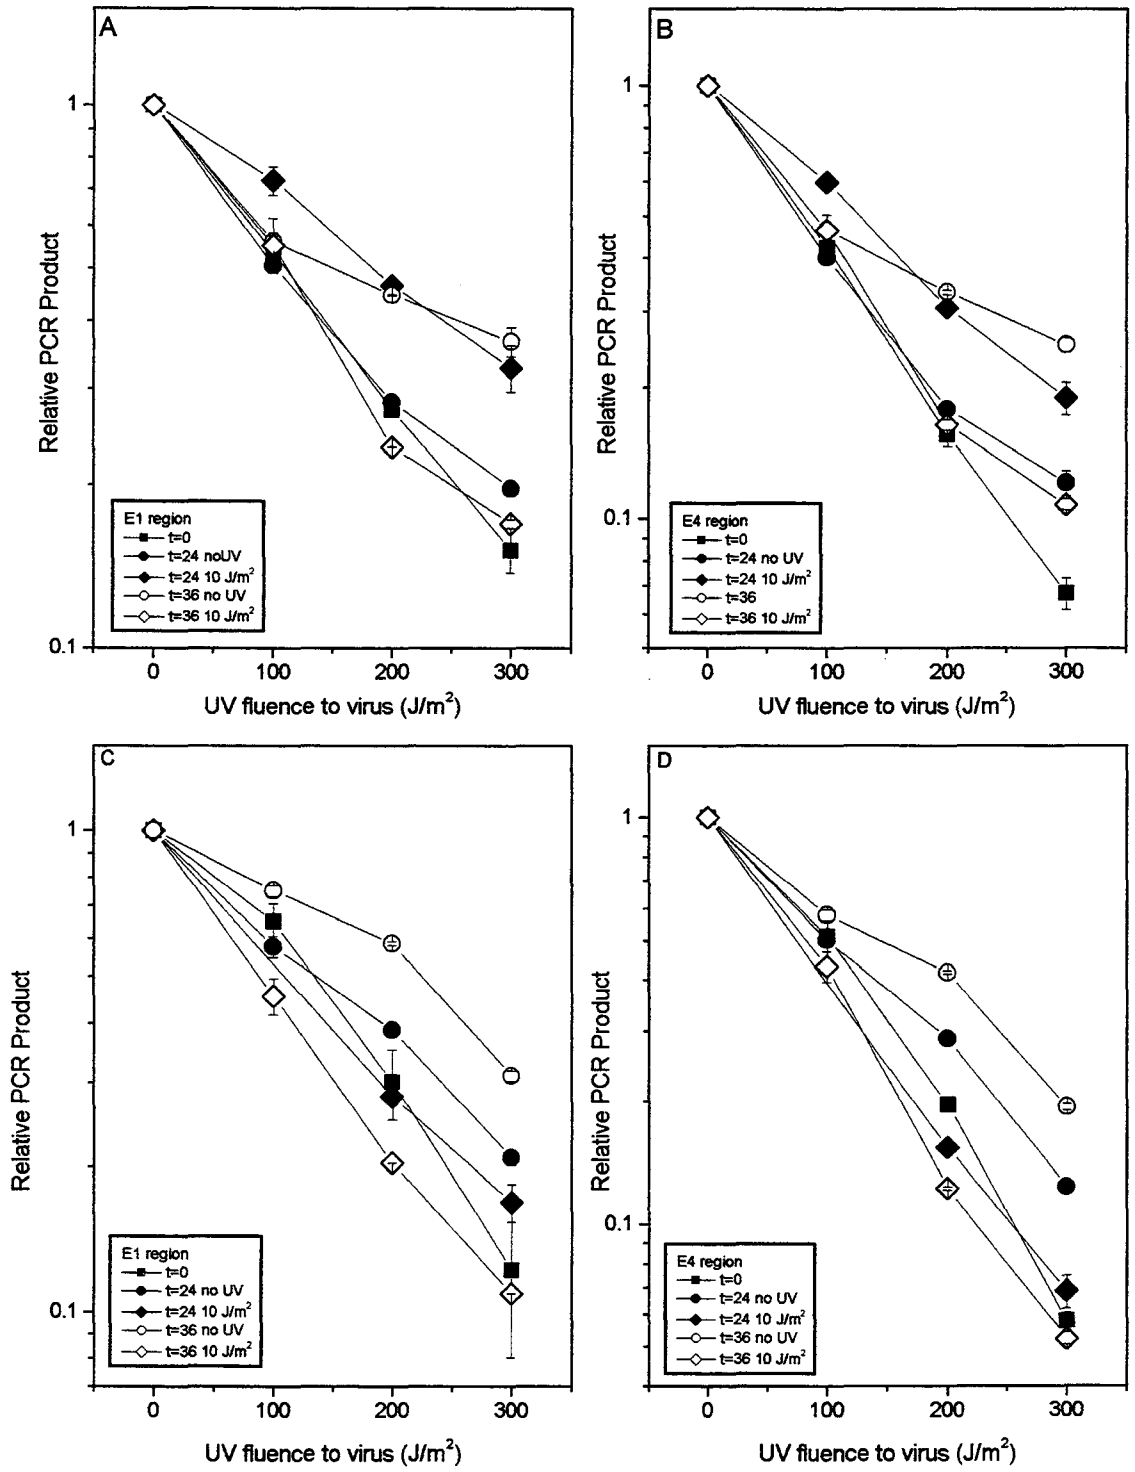 A
1
0.1
Relative PCR Product
E1 region
t=0
t=24 noUV
t=24 10 J/m²
t=36 no UV
t=36 10 J/m²
0 100 200 300
UV fluence to virus (J/m²)
B
1
0.1
Relative PCR Product
E4 region
t=0
t=24 no UV
t=24 10 J/m²
t=36
t=36 10 J/m²
0 100 200 300
UV fluence to virus (J/m²)
C
1
0.1
Relative PCR Product
E1 region
t=0
t=24 no UV
t=24 10 J/m²
t=36 no UV
t=36 10 J/m²
0 100 200 300
UV fluence to virus (J/m²)
D
1
0.1
Relative PCR Product
E4 region
t=0
t=24 no UV
t=24 10 J/m²
t=36 no UV
t=36 10 J/m²
0 100 200 300
UV fluence to virus (J/m²)